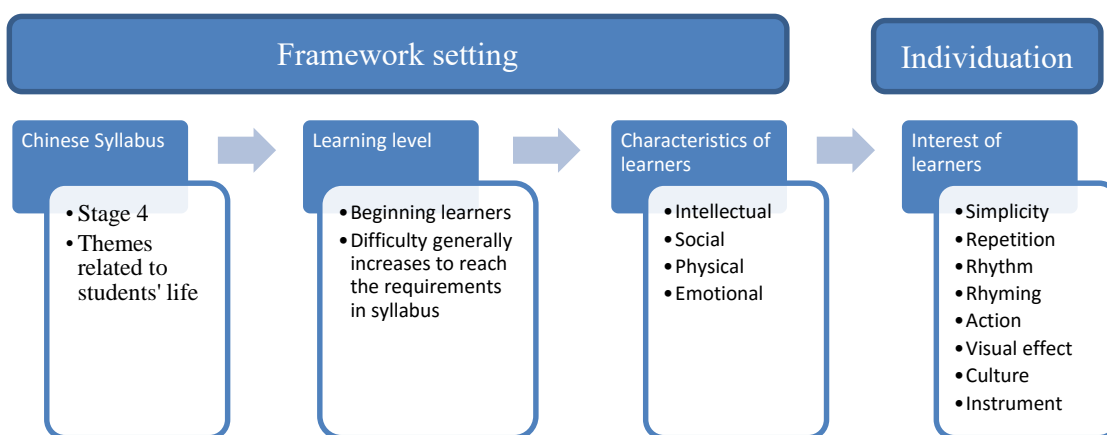 Framework setting
Individuation
Chinese Syllabus
• Stage 4
• Themes
related to
students' life
Learning level
• Beginning learners
• Difficulty generally
increases to reach
the requirements
in syllabus
Characteristics of
learners
• Intellectual
• Social
• Physical
• Emotional
Interest of
learners
• Simplicity
• Repetition
• Rhythm
• Rhyming
• Action
• Visual effect
• Culture
• Instrument